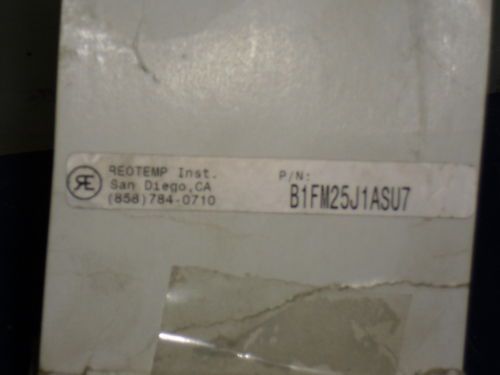 RE
REOTEMP Inst.
San Diego,CA
(858)784-0710
P/N:
B1FM25J1ASU7